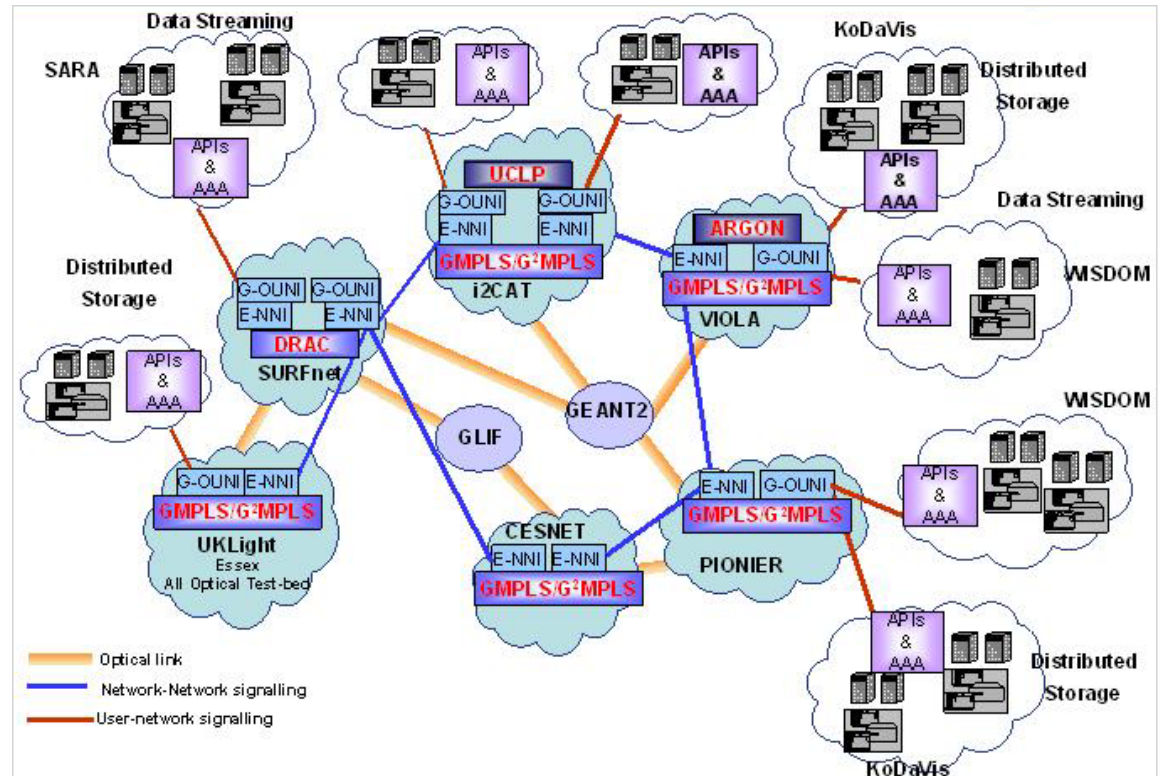 Data Streaming
SARA
APIs
&
AAA
APIs
&
AAA
APIs
&
AAA
KoDaVis
Distributed
Storage
APIs
&
AAA
UCLP
G-OUNI
G-OUNI
E-NNI
E-NNI
GMPLS/G²MPLS
i2CAT
ARGON
E-NNI
G-OUNI
GMPLS/G²MPLS
VIOLA
Data Streaming
WISDOM
APIs
&
AAA
Distributed
Storage
APIs
&
AAA
G-OUNI
G-OUNI
E-NNI
E-NNI
DRAC
SURFnet
GEANT2
GLIF
WISDOM
APIs
&
AAA
G-OUNI
E-NNI
GMPLS/G²MPLS
UKLight
Essex
All Optical Test-bed
CESNET
E-NNI
E-NNI
GMPLS/G²MPLS
E-NNI
G-OUNI
GMPLS/G²MPLS
PIONIER
APIs
&
AAA
Distributed
Storage
KoDaVis
Optical link
Network-Network signalling
User-network signalling